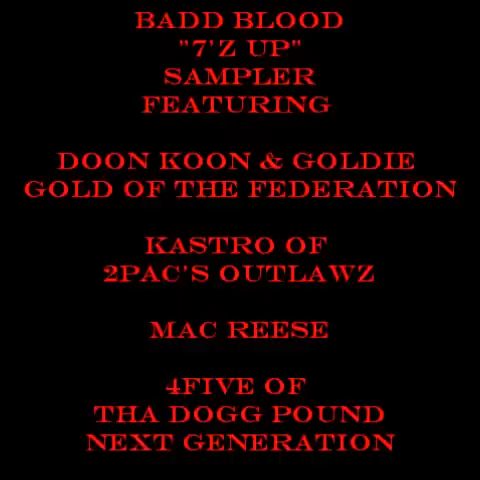 BADD BLOOD
"7'Z UP"
SAMPLER
FEATURING
DOON KOON & GOLDIE
GOLD OF THE FEDERATION
KASTRO OF
2PAC'S OUTLAWZ
MAC REESE
4FIVE OF
THA DOGG POUND
NEXT GENERATION